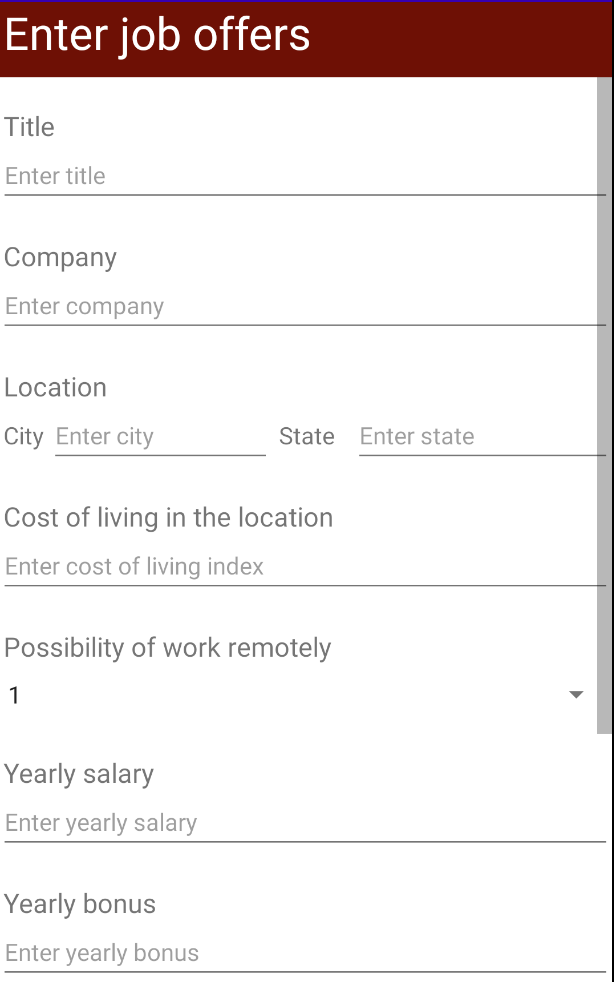 Enter job offers
Title
Enter title
Company
Enter company
Location
City Enter city State Enter state
Cost of living in the location
Enter cost of living index
Possibility of work remotely
1
Yearly salary
Enter yearly salary
Yearly bonus
Enter yearly bonus